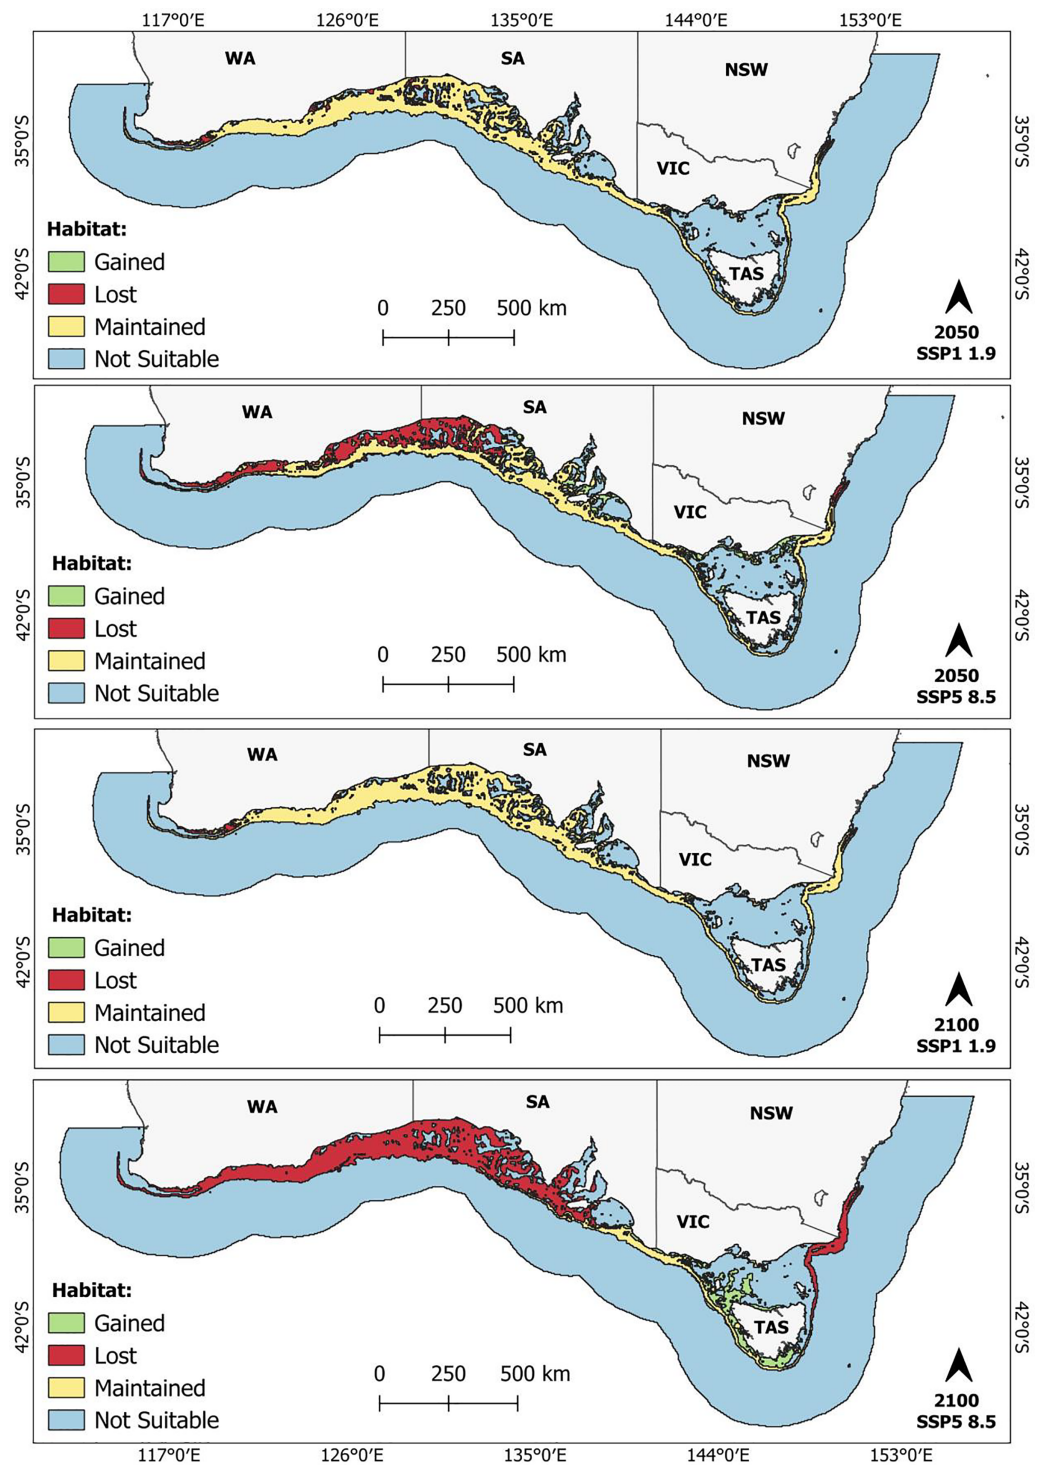 117°0′E 126°0′E 135°0′E 144°0′E 153°0′E
WA SA NSW
VIC
TAS
35°S
42°0′S
35°0′S
42°0′S
Habitat:
Gained
Lost
Maintained
Not Suitable
0 250 500 km
2050
SSP1 1.9
WA SA NSW
VIC
TAS
35°0′S
42°0′S
35°0′S
42°0′S
Habitat:
Gained
Lost
Maintained
Not Suitable
0 250 500 km
2050
SSP5 8.5
WA SA NSW
VIC
TAS
35°0′S
42°0′S
35°0′S
42°0′S
Habitat:
Gained
Lost
Maintained
Not Suitable
0 250 500 km
2100
SSP1 1.9
WA SA NSW
VIC
TAS
35°0′S
42°0′S
35°0′S
42°0′S
Habitat:
Gained
Lost
Maintained
Not Suitable
0 250 500 km
2100
SSP5 8.5
117°0′E 126°0′E 135°0′E 144°0′E 153°0′E